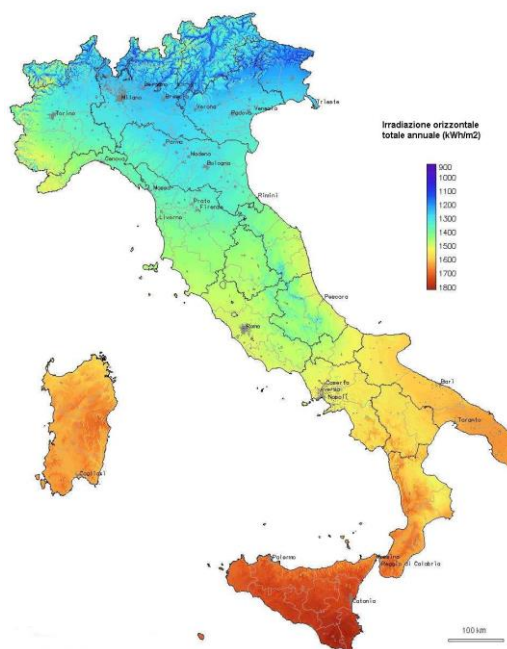 Bergamo
Milano
Torino
Verona
Padova
Venezia
Trieste
Irradiazione orizzontale
totale annuale (kWh/m2)
900
1000
1100
1200
1300
1400
1500
1600
1700
1800
Parma
Modena
Bologna
Genova
Rimini
Prato
Firenze
Livorno
Pescara
Roma
Bari
Napoli
Taranto
Cagliari
Palermo
Messina
Reggio di Calabria
Catania
100 km